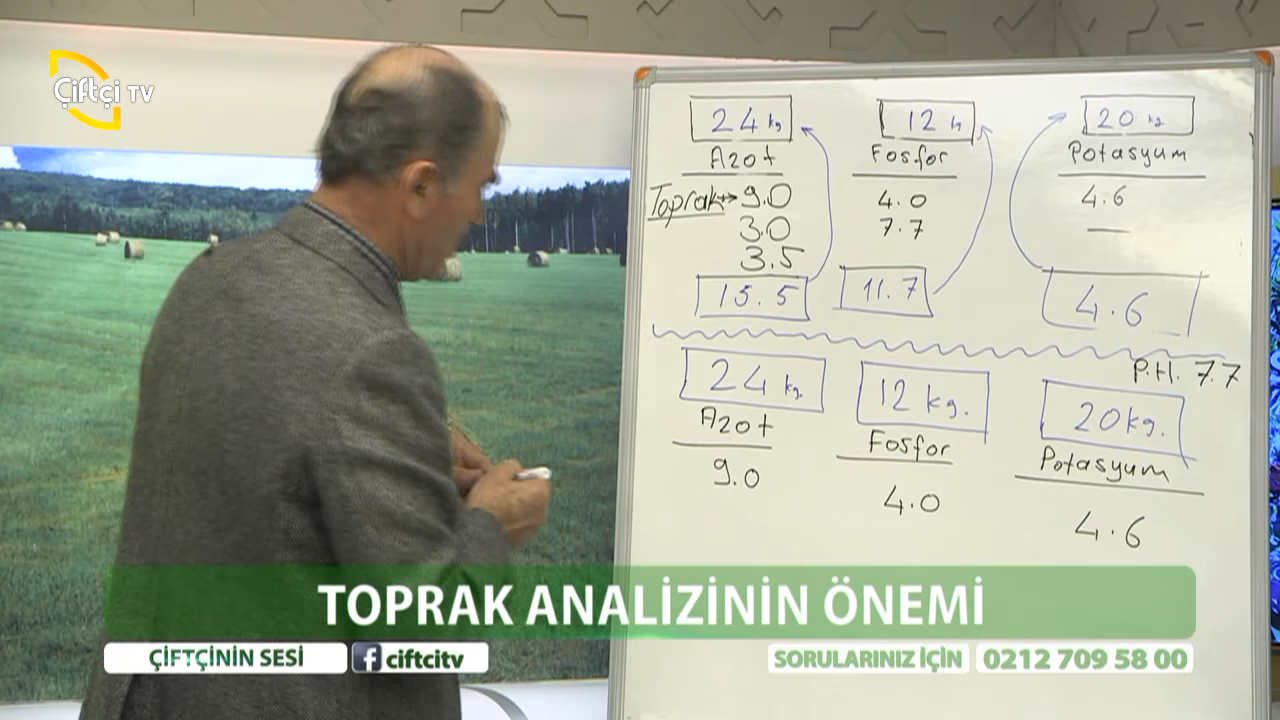 Çiftçi TV
24 kg
12 k
20 kg
Azot
Fosfor
Potasyum
Toprak 9.0
4.0
4.6
3.0
7.7
3.5
15.5
11.7
4.6
P.H. 7.7
24 kg.
12 kg.
20kg.
Azot
Fosfor
Potasyum
9.0
4.0
4.6
TOPRAK ANALİZİNİN ÖNEMİ
ÇİFTÇİNİN SESİ
f ciftcitv
SORULARINIZ İÇİN
0212 709 58 00